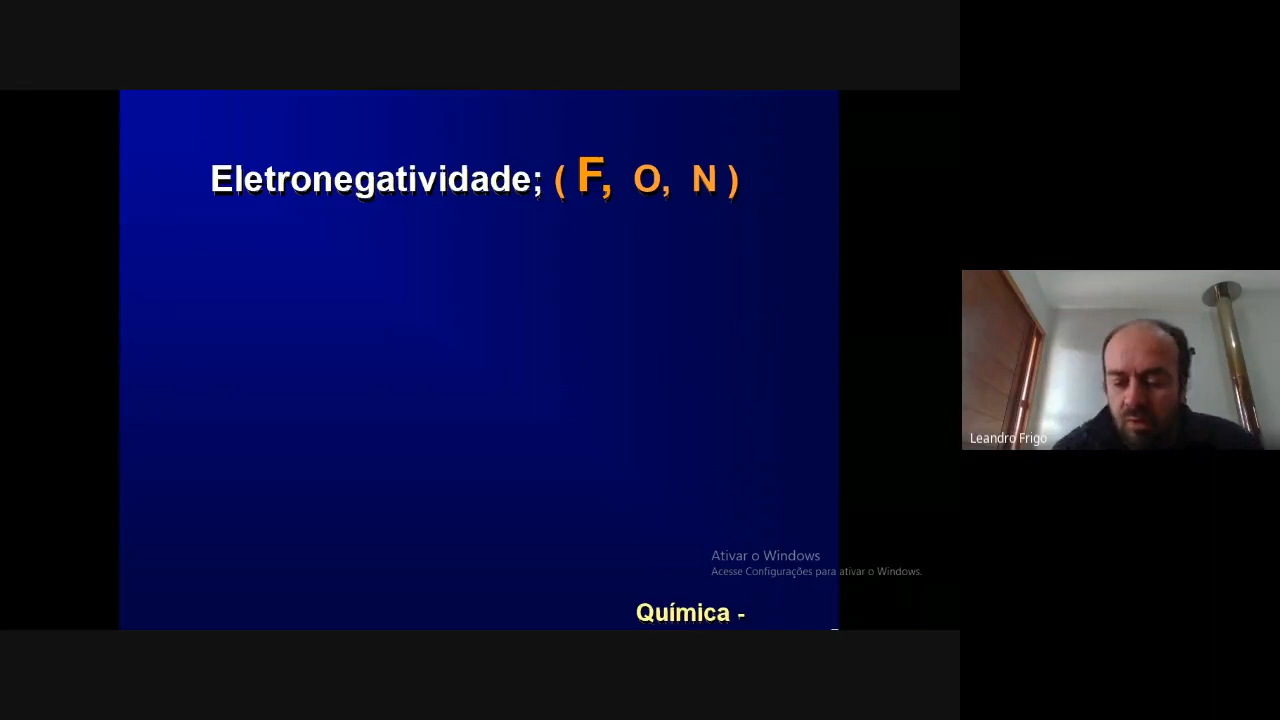 Eletronegatividade; ( F, O, N )
Leandro Frigo
Ativar o Windows
Acesse Configurações para ativar o Windows.
Química -